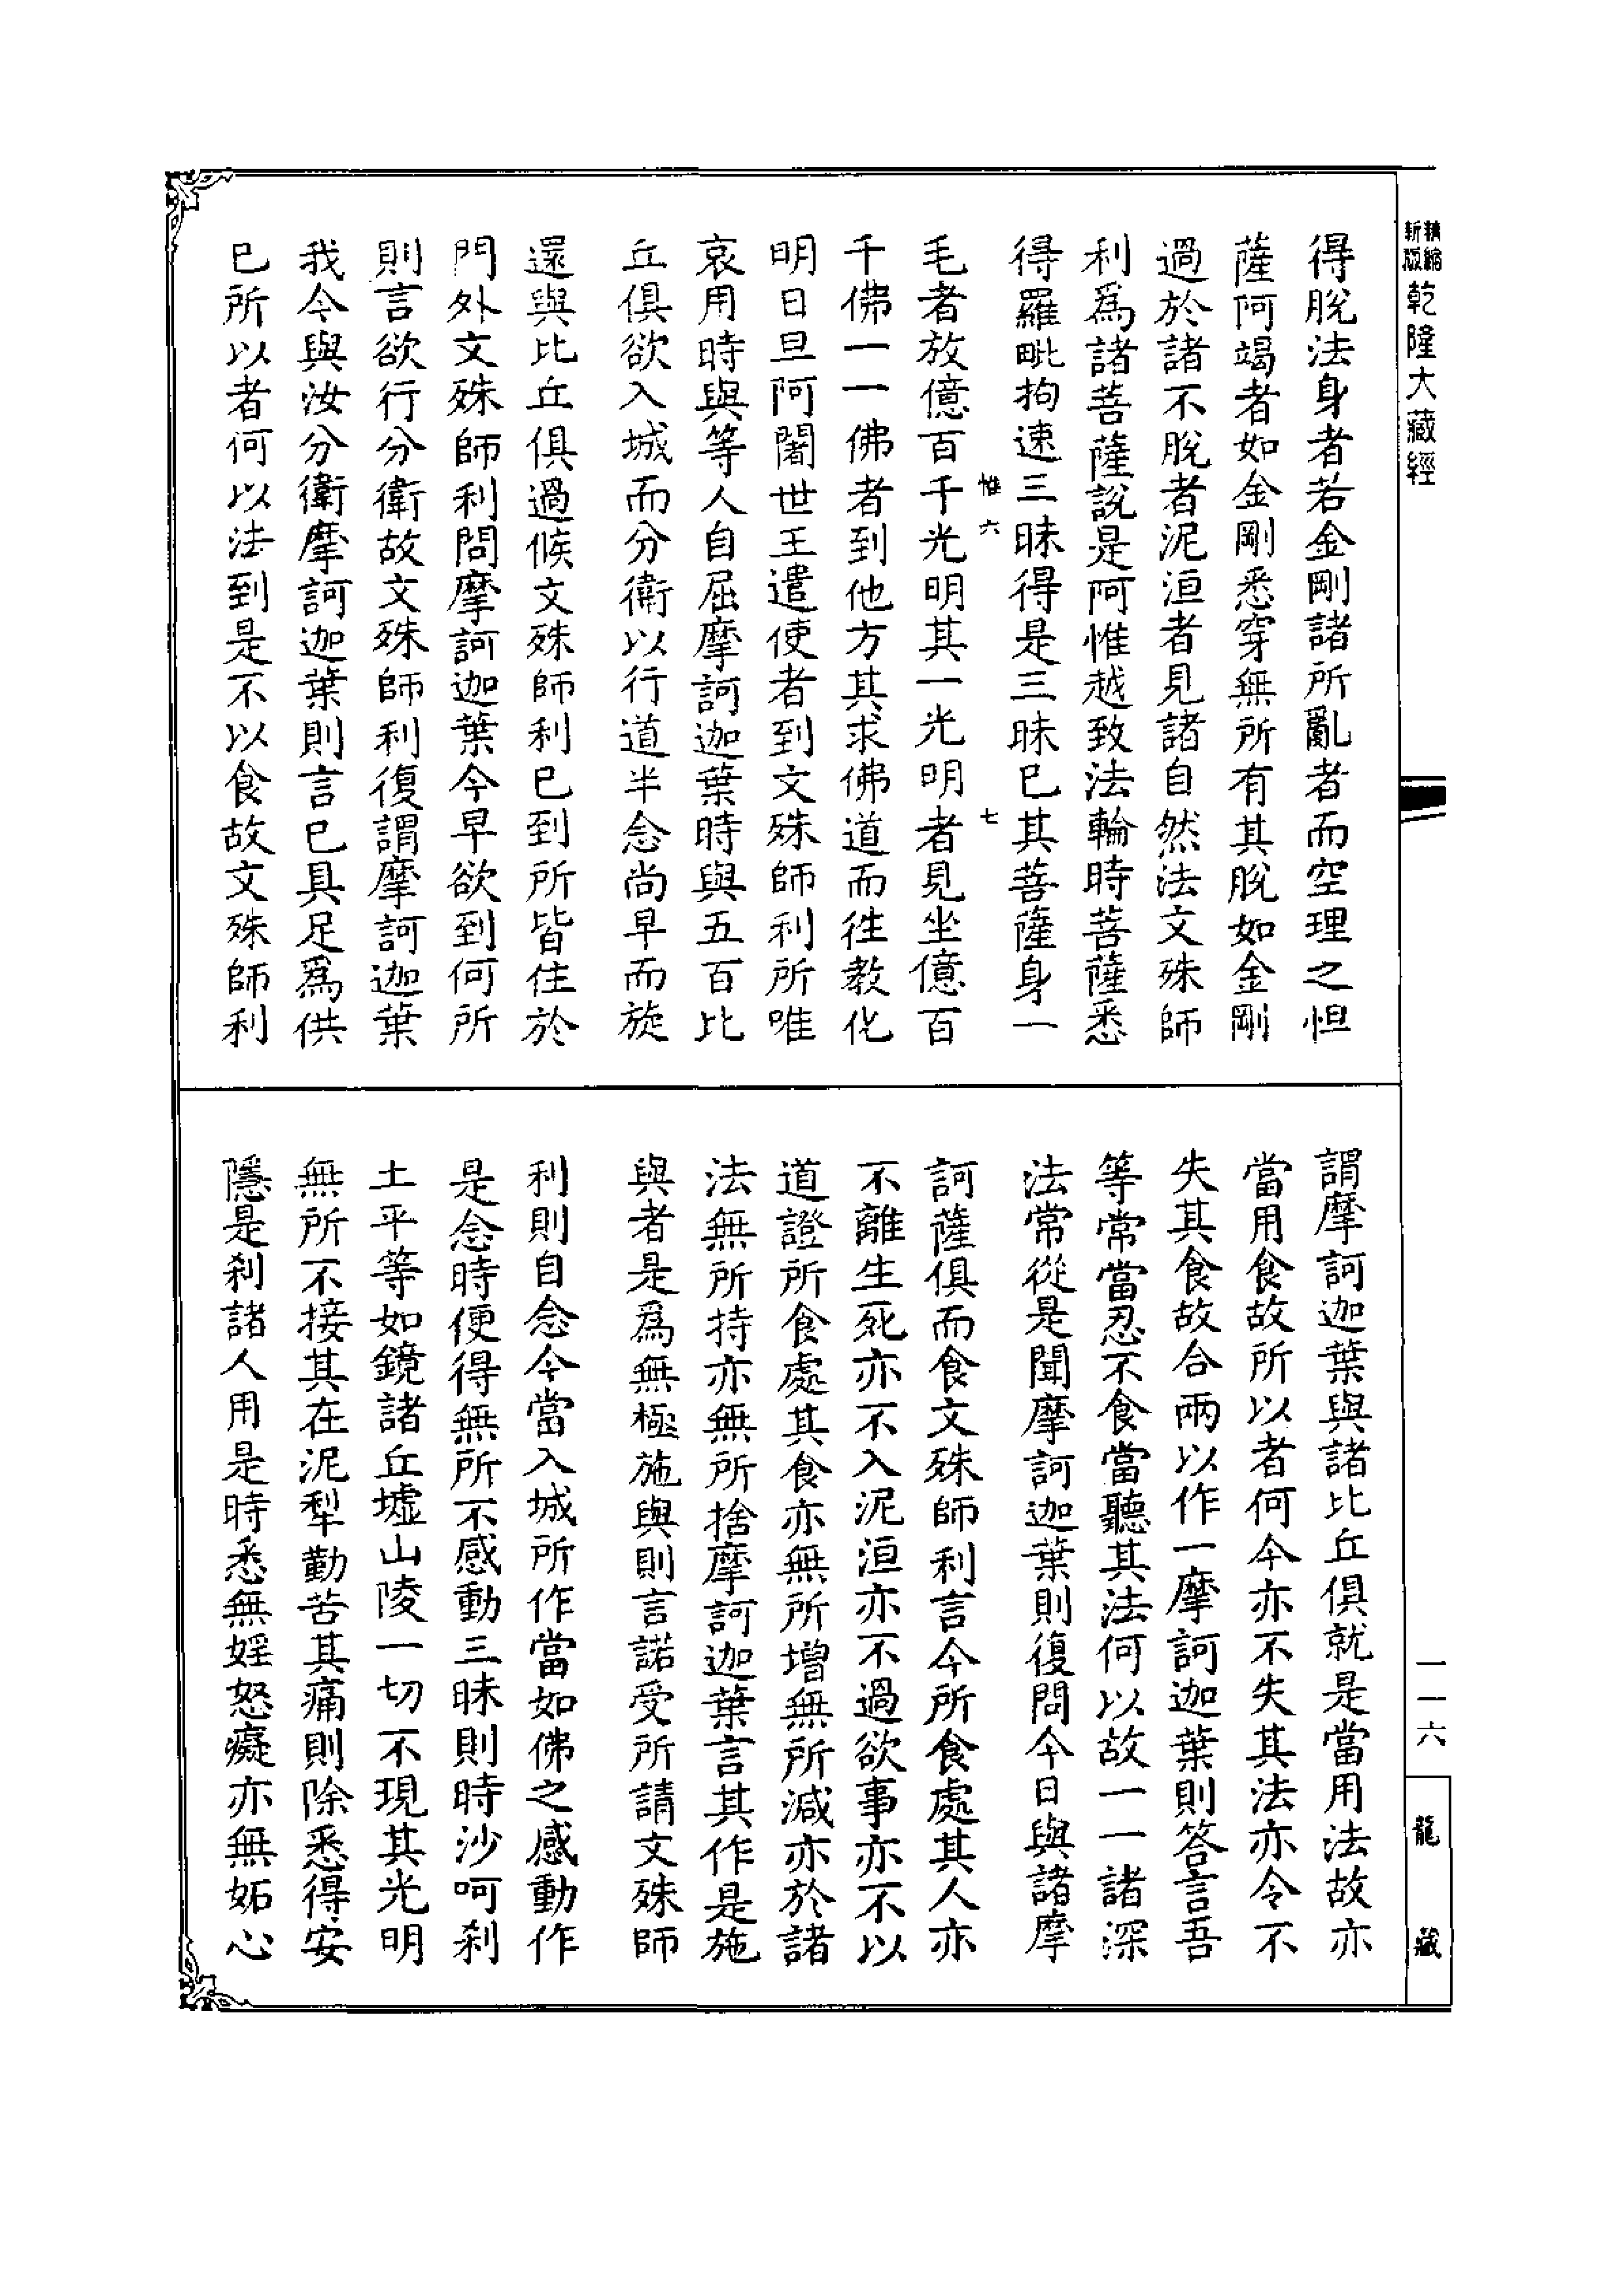 精縮新版乾隆大藏經
得脫法身者若金剛諸所亂者而空理之怛
薩阿竭者如金剛悉穿無所有其脫如金剛
過於諸不脫者泥洹者見諸自然法文殊師
利爲諸菩薩說是阿惟越致法輪時菩薩悉
得羅毗拘速三昧得是三昧已其菩薩身一
惟六 七
毛者放億百千光明其一光明者見坐億百
千佛一一佛者到他方其求佛道而徃教化
明日旦阿闍世王遣使者到文殊師利所唯
哀用時與等人自屈摩訶迦葉時與五百比
丘俱欲入城而分衛以行道半念尚早而旋
還與比丘俱過候文殊師利已到所皆住於
門外文殊師利問摩訶迦葉今早欲到何所
則言欲行分衛故文殊師利復謂摩訶迦葉
我今與汝分衛摩訶迦葉則言已具足爲供
已所以者何以法到是不以食故文殊師利
謂摩訶迦葉與諸比丘俱就是當用法故亦
當用食故所以者何今亦不失其法亦令不
失其食故合兩以作一摩訶迦葉則答言吾
等常當忍不食當聽其法何以故一一諸深
法常從是聞摩訶迦葉則復問今日與諸摩
訶薩俱而食文殊師利言今所食處其人亦
不離生死亦不入泥洹亦不過欲事亦不以
道證所食處其食亦無所增無所減亦於諸
法無所持亦無所捨摩訶迦葉言其作是施
與者是爲無極施與則言諾受所請文殊師
利則自念今當入城所作當如佛之感動作
是念時便得無所不感動三昧則時沙呵刹
土平等如鏡諸丘墟山陵一切不現其光明
無所不接其在泥犁勤苦其痛則除悉得安
隱是刹諸人用是時悉無婬怒癡亦無妬心
一一六
龍藏